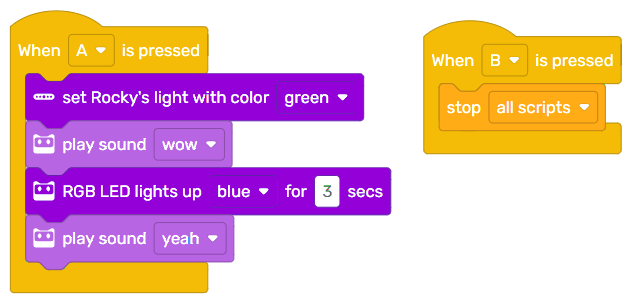 When A is pressed
set Rocky's light with color green
play sound wow
RGB LED lights up blue for 3 secs
play sound yeah
When B is pressed
stop all scripts